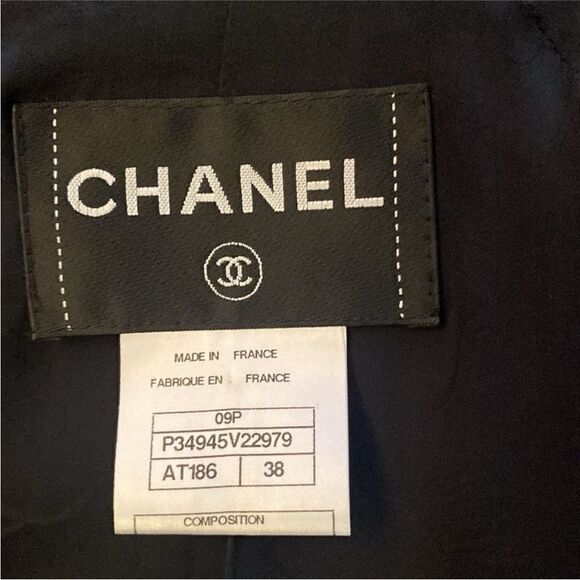 CHANEL
MADE IN FRANCE
FABRIQUE EN FRANCE
09P
P34945V22979
AT186 38
COMPOSITION